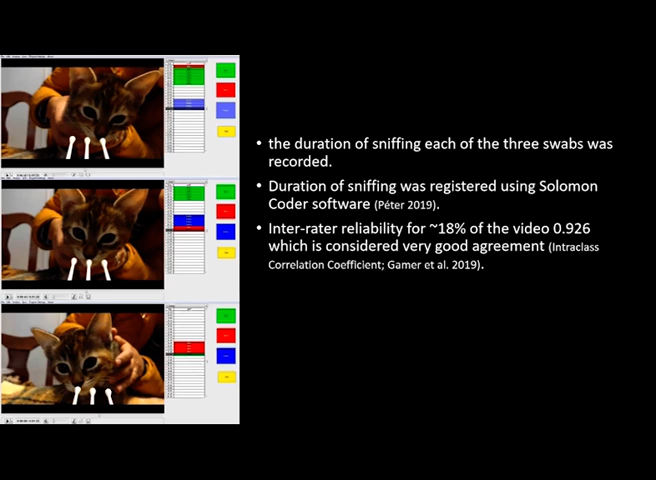 • the duration of sniffing each of the three swabs was
recorded.
• Duration of sniffing was registered using Solomon
Coder software (Péter 2019).
• Inter-rater reliability for ~18% of the video 0.926
which is considered very good agreement (Intraclass
Correlation Coefficient; Gamer et al. 2019).